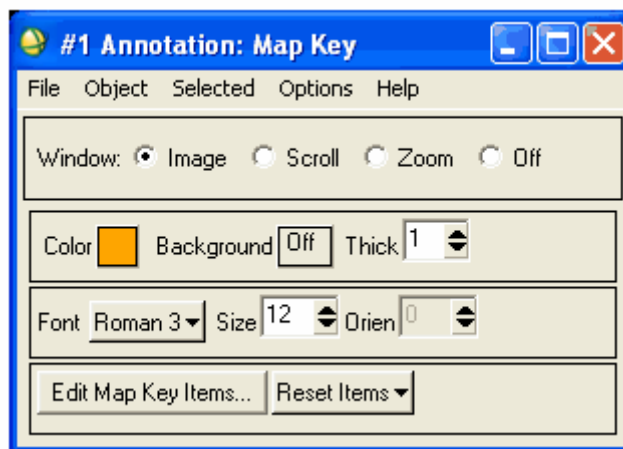 #1 Annotation: Map Key
File Object Selected Options Help
Window: Image Scroll Zoom Off
Color Background Off Thick 1
Font Roman 3 Size 12 Orien 0
Edit Map Key Items... Reset Items